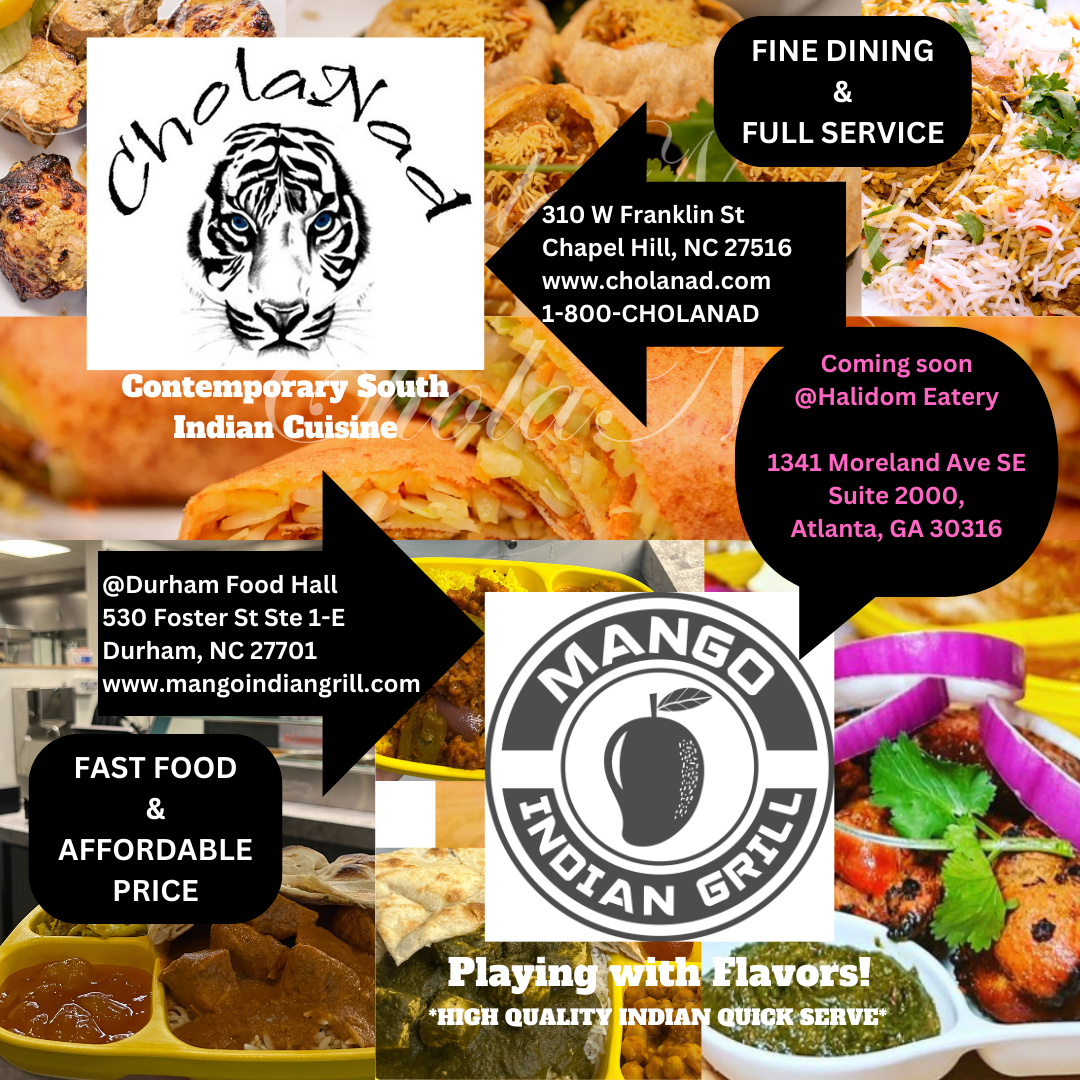 CholaNad
FINE DINING
&
FULL SERVICE
310 W Franklin St
Chapel Hill, NC 27516
www.cholanad.com
1-800-CHOLANAD
Contemporary South
Indian Cuisine
Coming soon
@Halidom Eatery
1341 Moreland Ave SE
Suite 2000,
Atlanta, GA 30316
@Durham Food Hall
530 Foster St Ste 1-E
Durham, NC 27701
www.mangoindiangrill.com
FAST FOOD
&
AFFORDABLE
PRICE
MANGO
INDIAN GRILL
Playing with Flavors!
*HIGH QUALITY INDIAN QUICK SERVE*